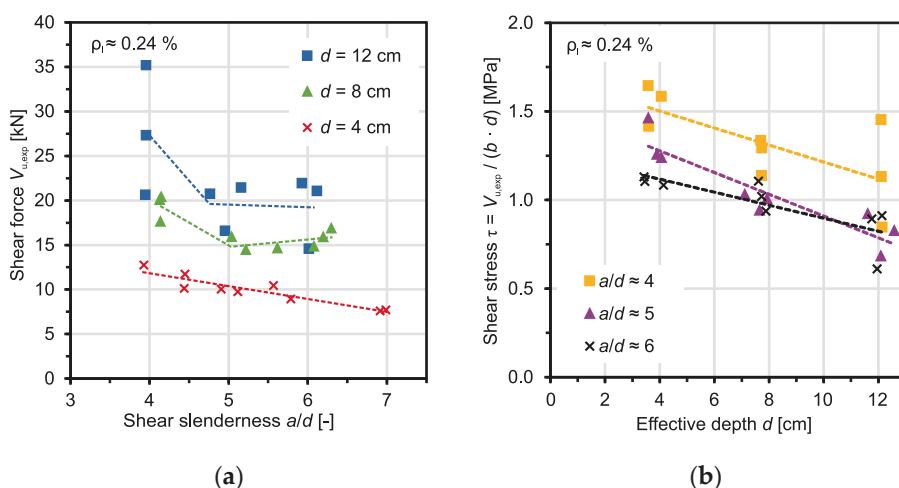 40
35
30
25
20
15
10
5
0
3
4
5
6
7
Shear force Vu,exp [kN]
Shear slenderness a/d [-]
ρl ≈ 0.24 %
d = 12 cm
d = 8 cm
d = 4 cm
(a)
2.0
1.5
1.0
0.5
0.0
0
2
4
6
8
10
12
Shear stress τ = Vu,exp / (b · d) [MPa]
Effective depth d [cm]
ρl ≈ 0.24 %
a/d ≈ 4
a/d ≈ 5
a/d ≈ 6
(b)